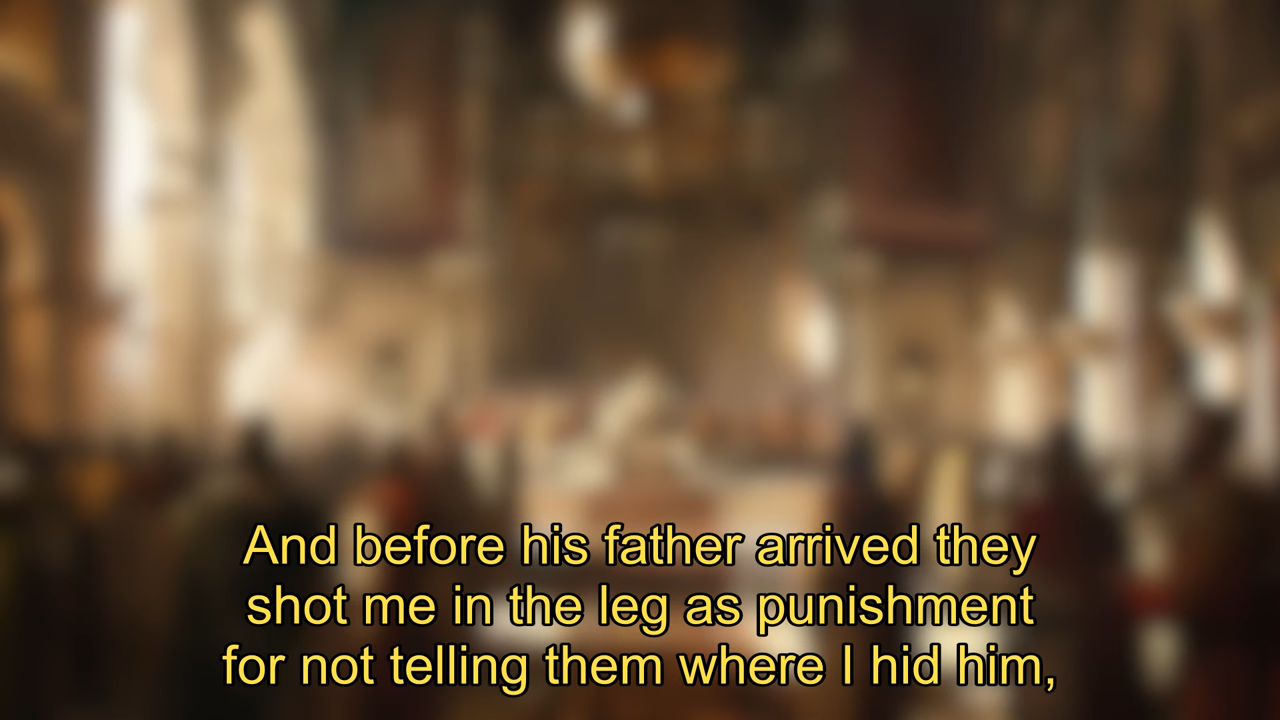 And before his father arrived they
shot me in the leg as punishment
for not telling them where I hid him,